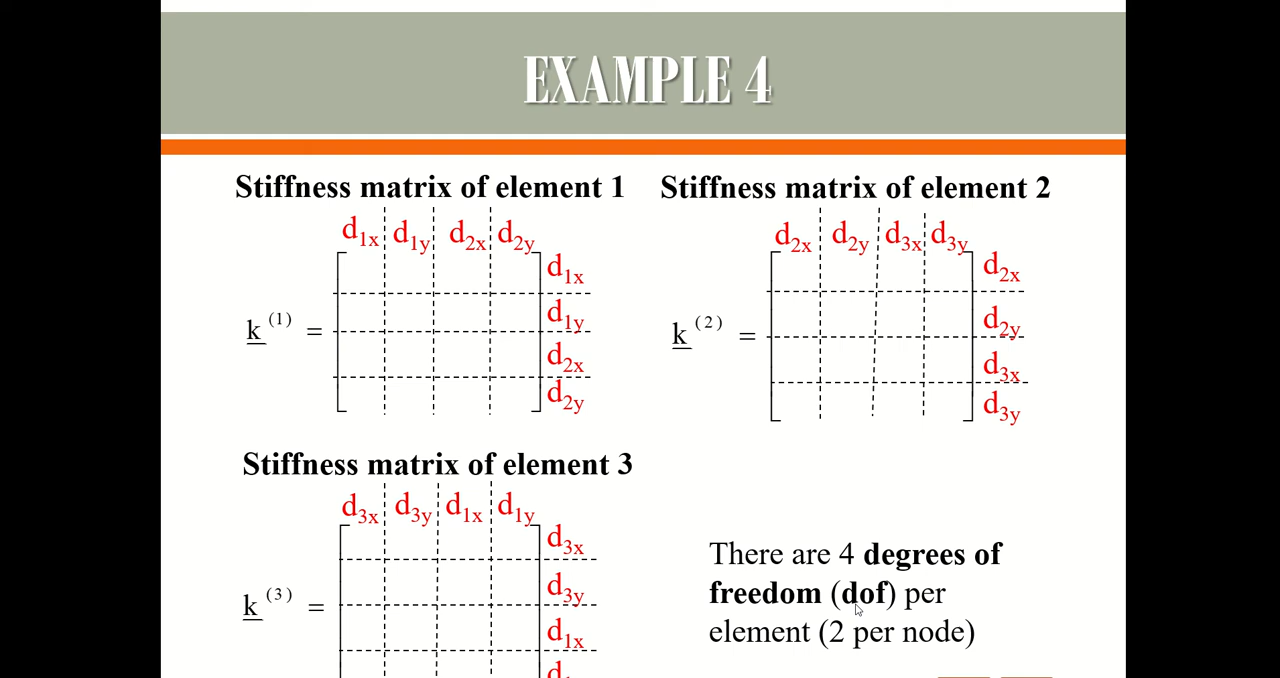 EXAMPLE 4
Stiffness matrix of element 1
d1x d1y d2x d2y
d1x
d1y
k (1) =
d2x
d2y
Stiffness matrix of element 2
d2x d2y d3x d3y
d2x
d2y
k (2) =
d3x
d3y
Stiffness matrix of element 3
d3x d3y d1x d1y
d3x
d3y
k (3) =
d1x
d
There are 4 degrees of
freedom (dof) per
element (2 per node)